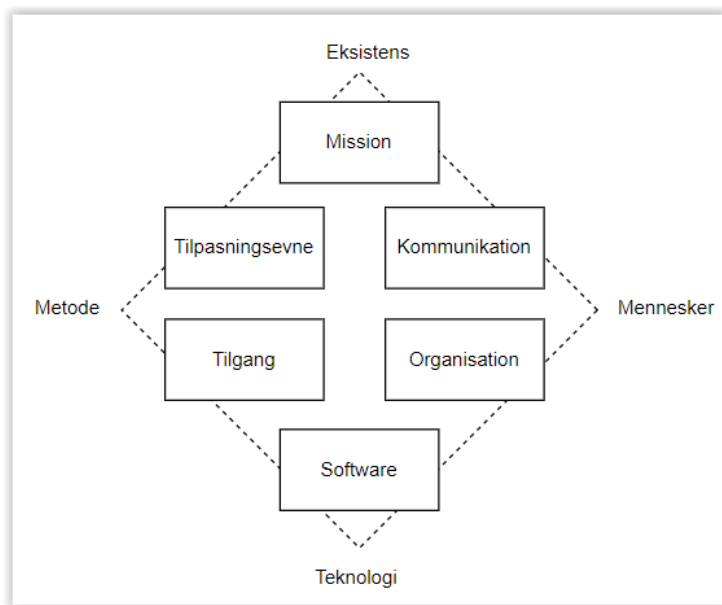 Eksistens
Mission
Tilpasningsevne
Kommunikation
Metode
Mennesker
Tilgang
Organisation
Software
Teknologi